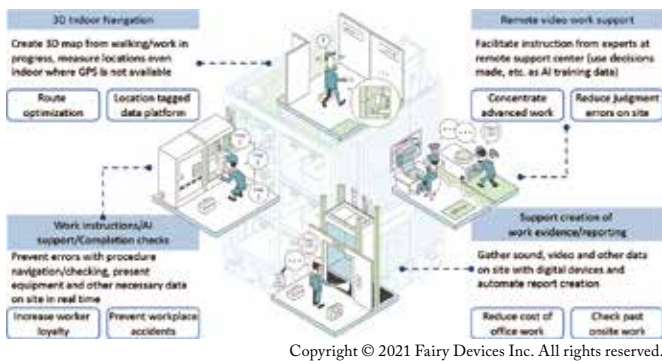 3D Indoor Navigation
Create 3D map from walking/work in
progress, measure locations even
indoor where GPS is not available
Route
optimization
Location tagged
data platform
Remote video work support
Facilitate instruction from experts at
remote support center (use decisions
made, etc. as AI training data)
Concentrate
advanced work
Reduce judgment
errors on site
Work instructions/AI
support/Completion checks
Prevent errors with procedure
navigation/checking, present
equipment and other necessary data
on site in real time
Increase worker
loyalty
Prevent workplace
accidents
Support creation of
work evidence/reporting
Gather sound, video and other data
on site with digital devices and
automate report creation
Reduce cost of
office work
Check past
onsite work
Copyright © 2021 Fairy Devices Inc. All rights reserved.